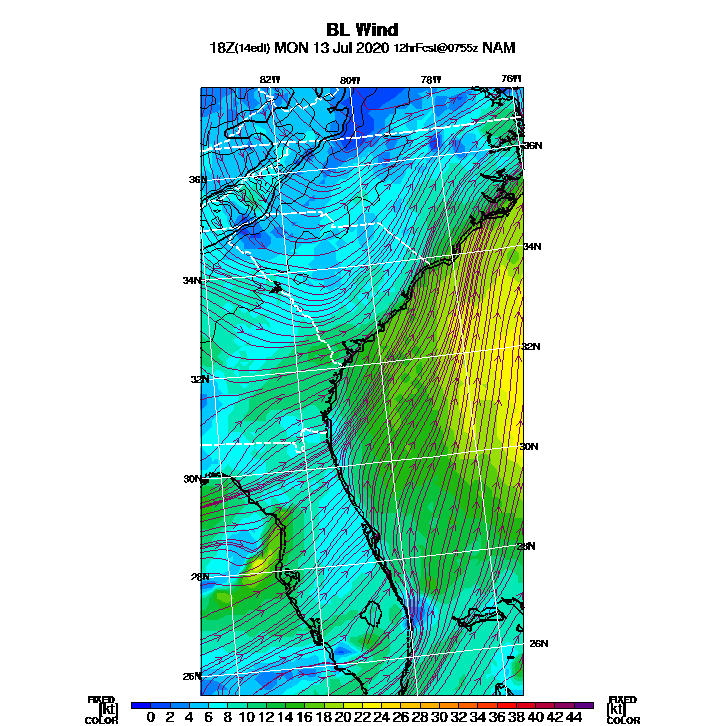 BL Wind
18Z(14edt) MON 13 Jul 2020 12hrFcst@0755z NAM
82W 80W 78W 76W
36N
36N
34N
34N
32N
32N
30N
30N
28N
28N
26N
26N
FIXED FIXED
[kt] 0 2 4 6 8 10 12 14 16 18 20 22 24 26 28 30 32 34 36 38 40 42 44 [kt]
COLOR COLOR